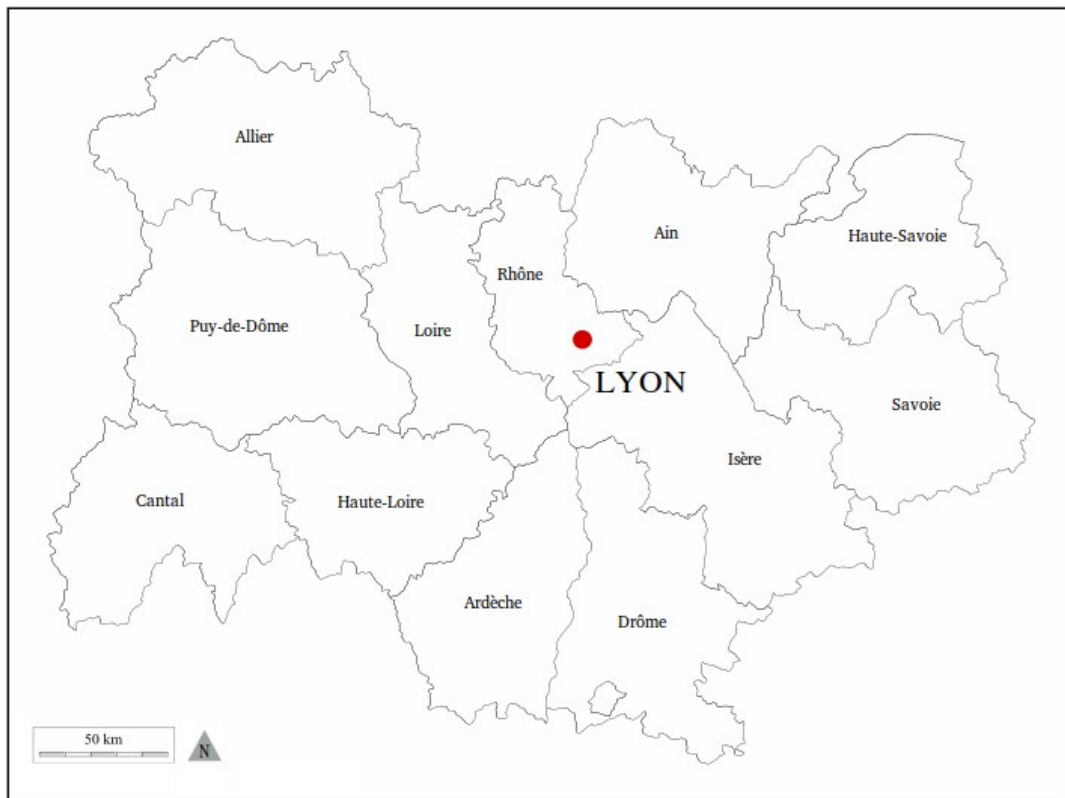 Allier
Ain
Haute-Savoie
Rhône
Puy-de-Dôme
Loire
LYON
Savoie
Isère
Cantal
Haute-Loire
Ardèche
Drôme
50 km
N